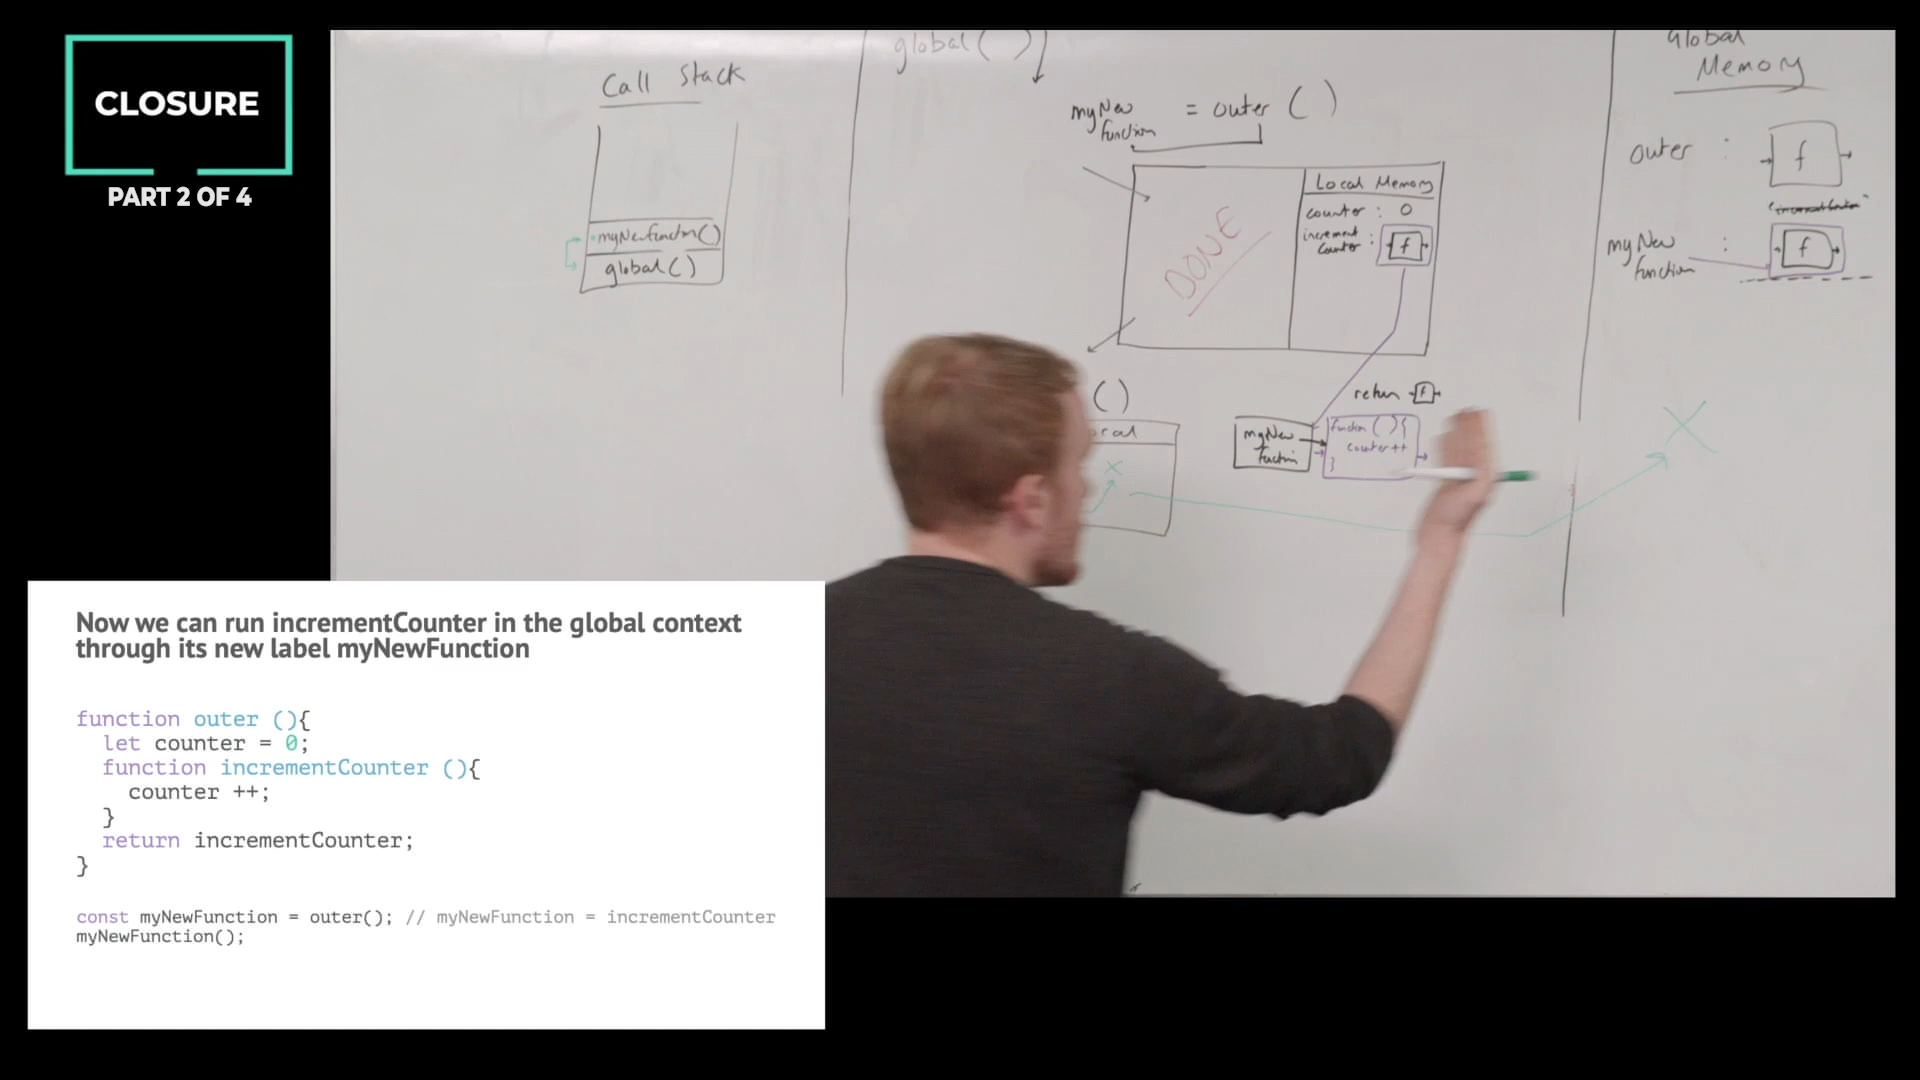 CLOSURE
PART 2 OF 4
Call Stack
myNewfunction()
global()
global()
myNew
function
= outer ()
DONE
Local Memory
counter : 0
increment
Counter :
f
()
return f
myNew
function
function () {
counter ++
}
Global
Memory
outer : f
myNew
function : f
Now we can run incrementCounter in the global context
through its new label myNewFunction
function outer (){
let counter = 0;
function incrementCounter (){
counter ++;
}
return incrementCounter;
}
const myNewFunction = outer(); // myNewFunction = incrementCounter
myNewFunction();